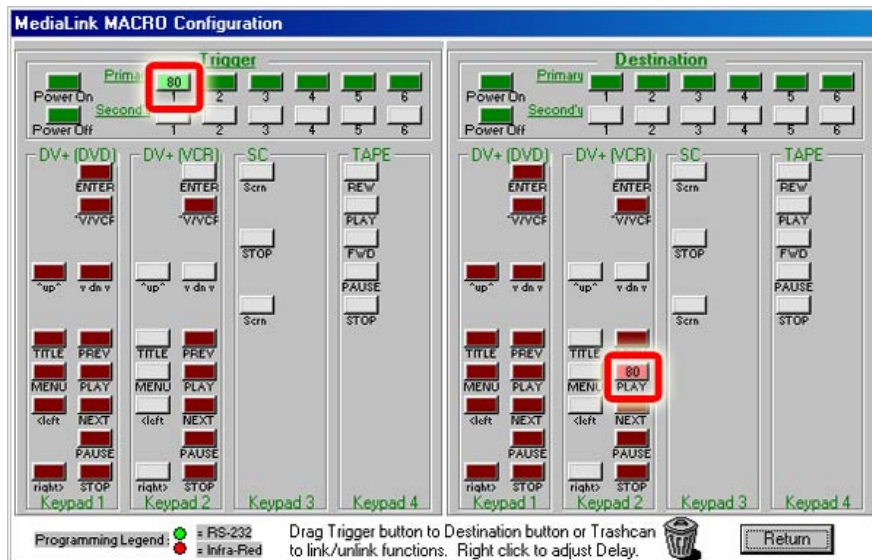 MediaLink MACRO Configuration
Trigger
Power On
80
1 2 3 4 5 6
Power Off
1 2 3 4 5 6
DV+ (DVD) DV+ (VCR) SC TAPE
ENTER ENTER Scrn REW
PLAY
STOP FWD
^up^ v dn v ^up^ v dn v PAUSE
Scrn STOP
TITLE PREV TITLE PREV
MENU PLAY MENU PLAY
<left NEXT <left NEXT
PAUSE PAUSE
right> STOP right> STOP
Keypad 1 Keypad 2 Keypad 3 Keypad 4
Destination
Power On Primary
1 2 3 4 5 6
Power Off Second'y
1 2 3 4 5 6
DV+ (DVD) DV+ (VCR) SC TAPE
ENTER ENTER Scrn REW
PLAY
STOP FWD
^up^ v dn v ^up^ v dn v PAUSE
Scrn STOP
TITLE PREV TITLE
80
MENU PLAY MENU PLAY
<left NEXT <left NEXT
PAUSE PAUSE
right> STOP right> STOP
Keypad 1 Keypad 2 Keypad 3 Keypad 4
Programming Legend: = RS-232
= Infra-Red
Drag Trigger button to Destination button or Trashcan
to link/unlink functions. Right click to adjust Delay.
Return